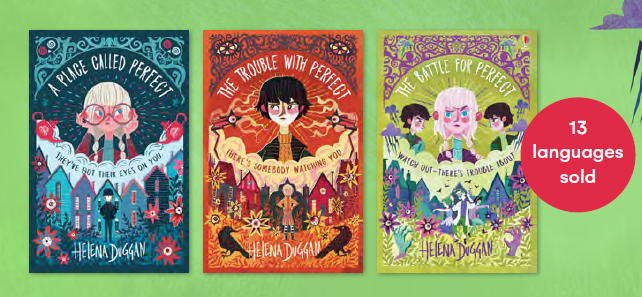 A PLACE CALLED PERFECT
THEY'VE GOT THEIR EYES ON YOU
HELENA DUGGAN
THE TROUBLE WITH PERFECT
THERE'S SOMEBODY WATCHING YOU
HELENA DUGGAN
THE BATTLE FOR PERFECT
WATCH OUT-THERE'S TROUBLE ABOUT
HELENA DUGGAN
13
languages
sold